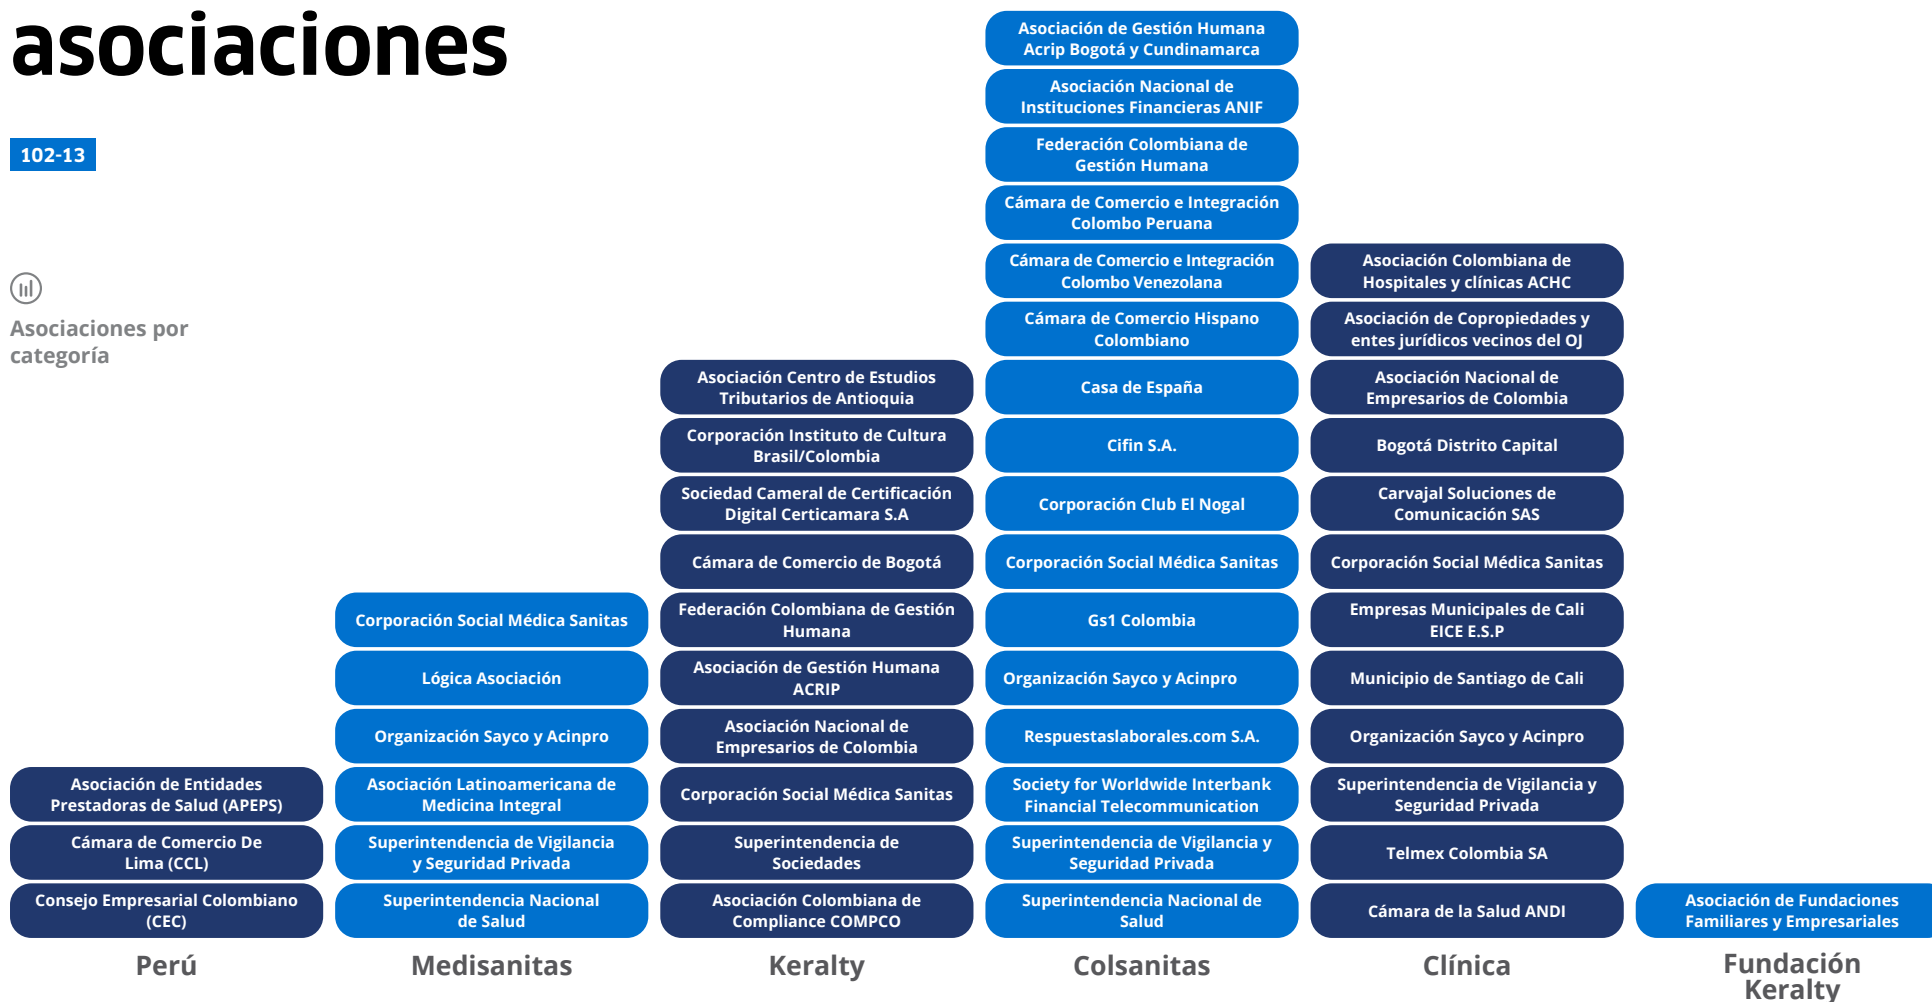 asociaciones
102-13
Asociaciones por
categoría
Asociación de Entidades
Prestadoras de Salud (APEPS)
Cámara de Comercio De
Lima (CCL)
Consejo Empresarial Colombiano
(CEC)
Perú
Corporación Social Médica Sanitas
Lógica Asociación
Organización Sayco y Acinpro
Asociación Latinoamericana de
Medicina Integral
Superintendencia de Vigilancia
y Seguridad Privada
Superintendencia Nacional
de Salud
Medisanitas
Asociación Centro de Estudios
Tributarios de Antioquia
Corporación Instituto de Cultura
Brasil/Colombia
Sociedad Cameral de Certificación
Digital Certicamara S.A
Cámara de Comercio de Bogotá
Federación Colombiana de Gestión
Humana
Asociación de Gestión Humana
ACRIP
Asociación Nacional de
Empresarios de Colombia
Corporación Social Médica Sanitas
Superintendencia de
Sociedades
Asociación Colombiana de
Compliance COMPCO
Keralty
Asociación de Gestión Humana
Acrip Bogotá y Cundinamarca
Asociación Nacional de
Instituciones Financieras ANIF
Federación Colombiana de
Gestión Humana
Cámara de Comercio e Integración
Colombo Peruana
Cámara de Comercio e Integración
Colombo Venezolana
Cámara de Comercio Hispano
Colombiano
Casa de España
Cifin S.A.
Corporación Club El Nogal
Corporación Social Médica Sanitas
Gs1 Colombia
Organización Sayco y Acinpro
Respuestaslaborales.com S.A.
Society for Worldwide Interbank
Financial Telecommunication
Superintendencia de Vigilancia y
Seguridad Privada
Superintendencia Nacional de
Salud
Colsanitas
Asociación Colombiana de
Hospitales y clínicas ACHC
Asociación de Copropiedades y
entes jurídicos vecinos del OJ
Asociación Nacional de
Empresarios de Colombia
Bogotá Distrito Capital
Carvajal Soluciones de
Comunicación SAS
Corporación Social Médica Sanitas
Empresas Municipales de Cali
EICE E.S.P
Municipio de Santiago de Cali
Organización Sayco y Acinpro
Superintendencia de Vigilancia y
Seguridad Privada
Telmex Colombia SA
Cámara de la Salud ANDI
Clínica
Asociación de Fundaciones
Familiares y Empresariales
Fundación
Keralty